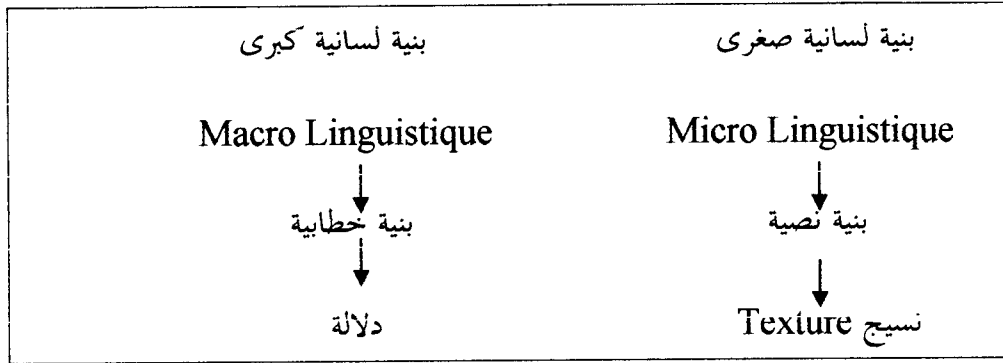 بنية لسانية صغرى
Micro Linguistique
بنية نصية
نسيج Texture
بنية لسانية كبرى
Macro Linguistique
بنية خطابية
دلالة